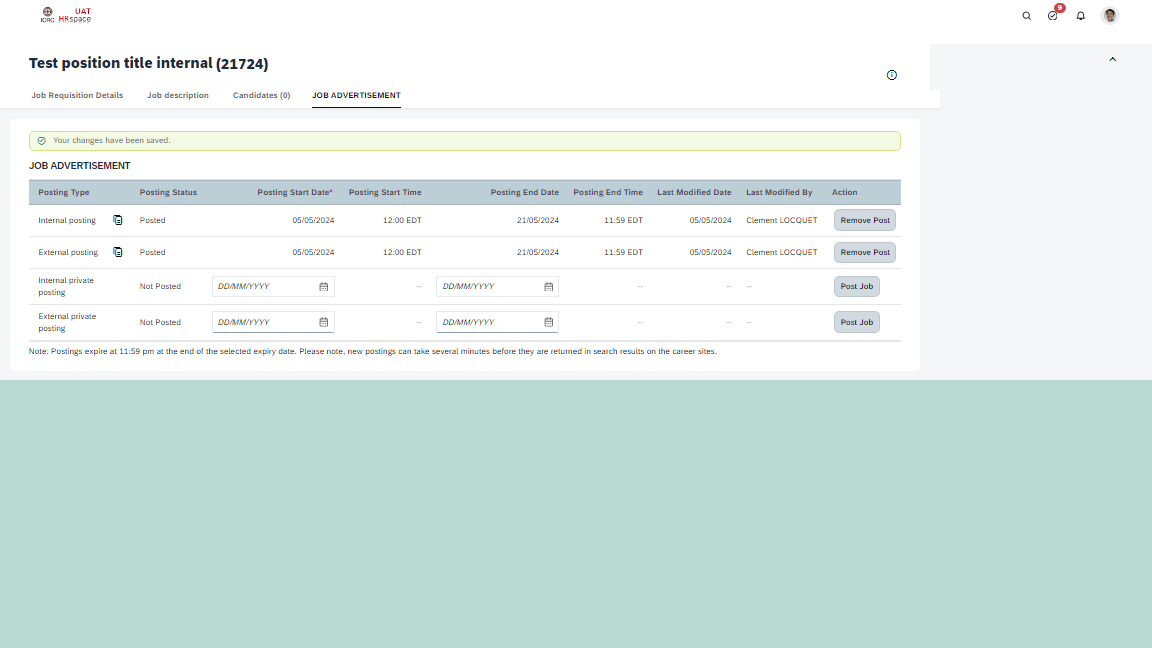 UAT
ICRC HRspace
9
Test position title internal (21724)
Job Requisition Details Job description Candidates (0) JOB ADVERTISEMENT
Your changes have been saved.
JOB ADVERTISEMENT
Posting Type Posting Status Posting Start Date* Posting Start Time Posting End Date Posting End Time Last Modified Date Last Modified By Action
Internal posting Posted 05/05/2024 12:00 EDT 21/05/2024 11:59 EDT 05/05/2024 Clement LOCQUET Remove Post
External posting Posted 05/05/2024 12:00 EDT 21/05/2024 11:59 EDT 05/05/2024 Clement LOCQUET Remove Post
Internal private
posting Not Posted DD/MM/YYYY -- DD/MM/YYYY -- -- -- Post Job
External private
posting Not Posted DD/MM/YYYY -- DD/MM/YYYY -- -- -- Post Job
Note: Postings expire at 11:59 pm at the end of the selected expiry date. Please note, new postings can take several minutes before they are returned in search results on the career sites.